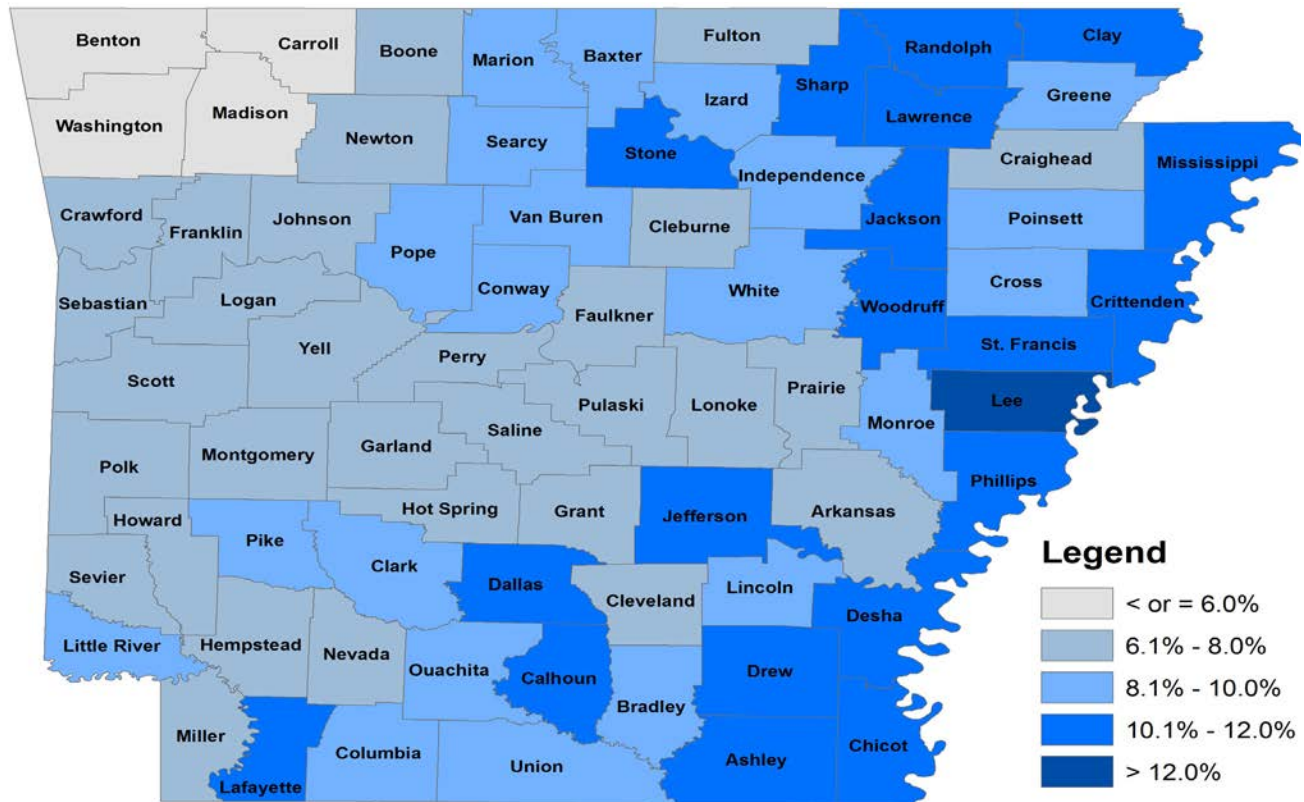 Benton
Carroll
Boone
Marion
Baxter
Fulton
Randolph
Clay
Sharp
Izard
Greene
Washington
Madison
Newton
Searcy
Stone
Lawrence
Independence
Craighead
Mississippi
Crawford
Franklin
Johnson
Pope
Van Buren
Cleburne
Jackson
Poinsett
Sebastian
Logan
Conway
Faulkner
White
Woodruff
Cross
Crittenden
Scott
Yell
Perry
St. Francis
Pulaski
Lonoke
Prairie
Lee
Polk
Montgomery
Garland
Saline
Monroe
Phillips
Howard
Hot Spring
Grant
Jefferson
Arkansas
Sevier
Pike
Clark
Dallas
Cleveland
Lincoln
Desha
Little River
Hempstead
Nevada
Ouachita
Calhoun
Bradley
Drew
Miller
Lafayette
Columbia
Union
Ashley
Chicot
Legend
< or = 6.0%
6.1% - 8.0%
8.1% - 10.0%
10.1% - 12.0%
> 12.0%